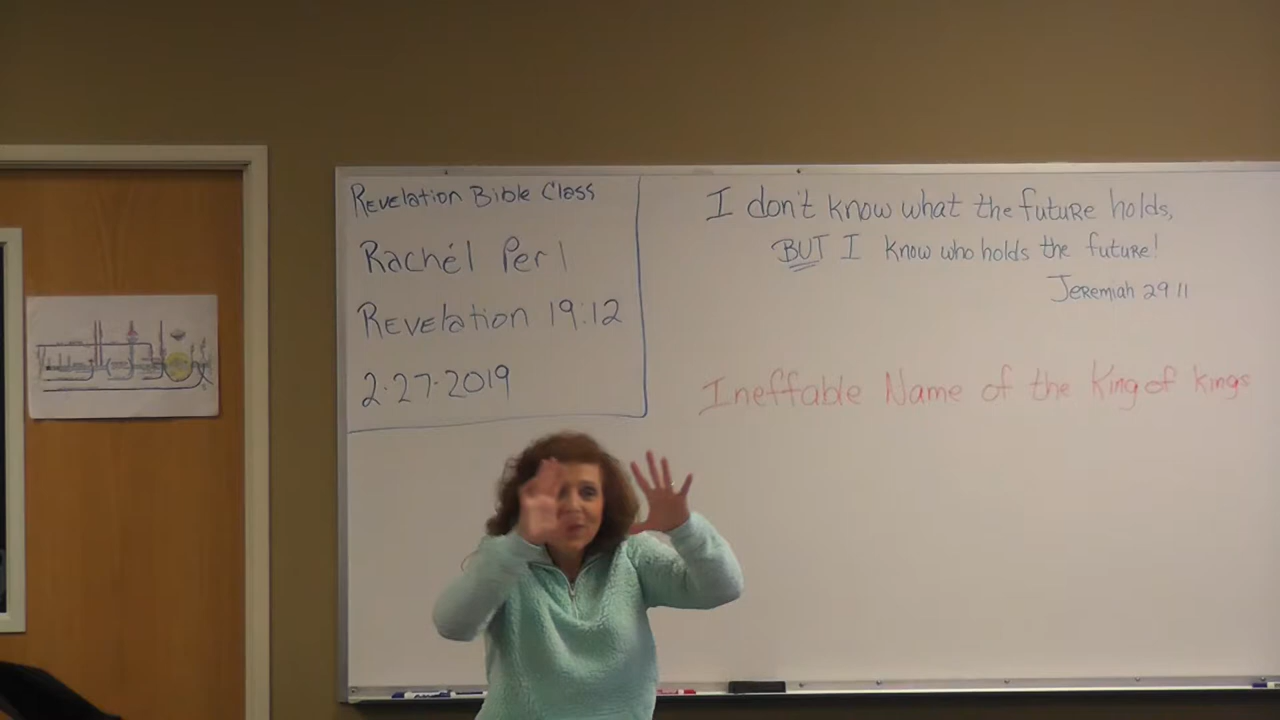 Revelation Bible Class
Rachél Perl
Revelation 19:12
2·27·2019
I don't know what the future holds,
BUT I know who holds the future!
Jeremiah 29 11
Ineffable Name of the King of kings